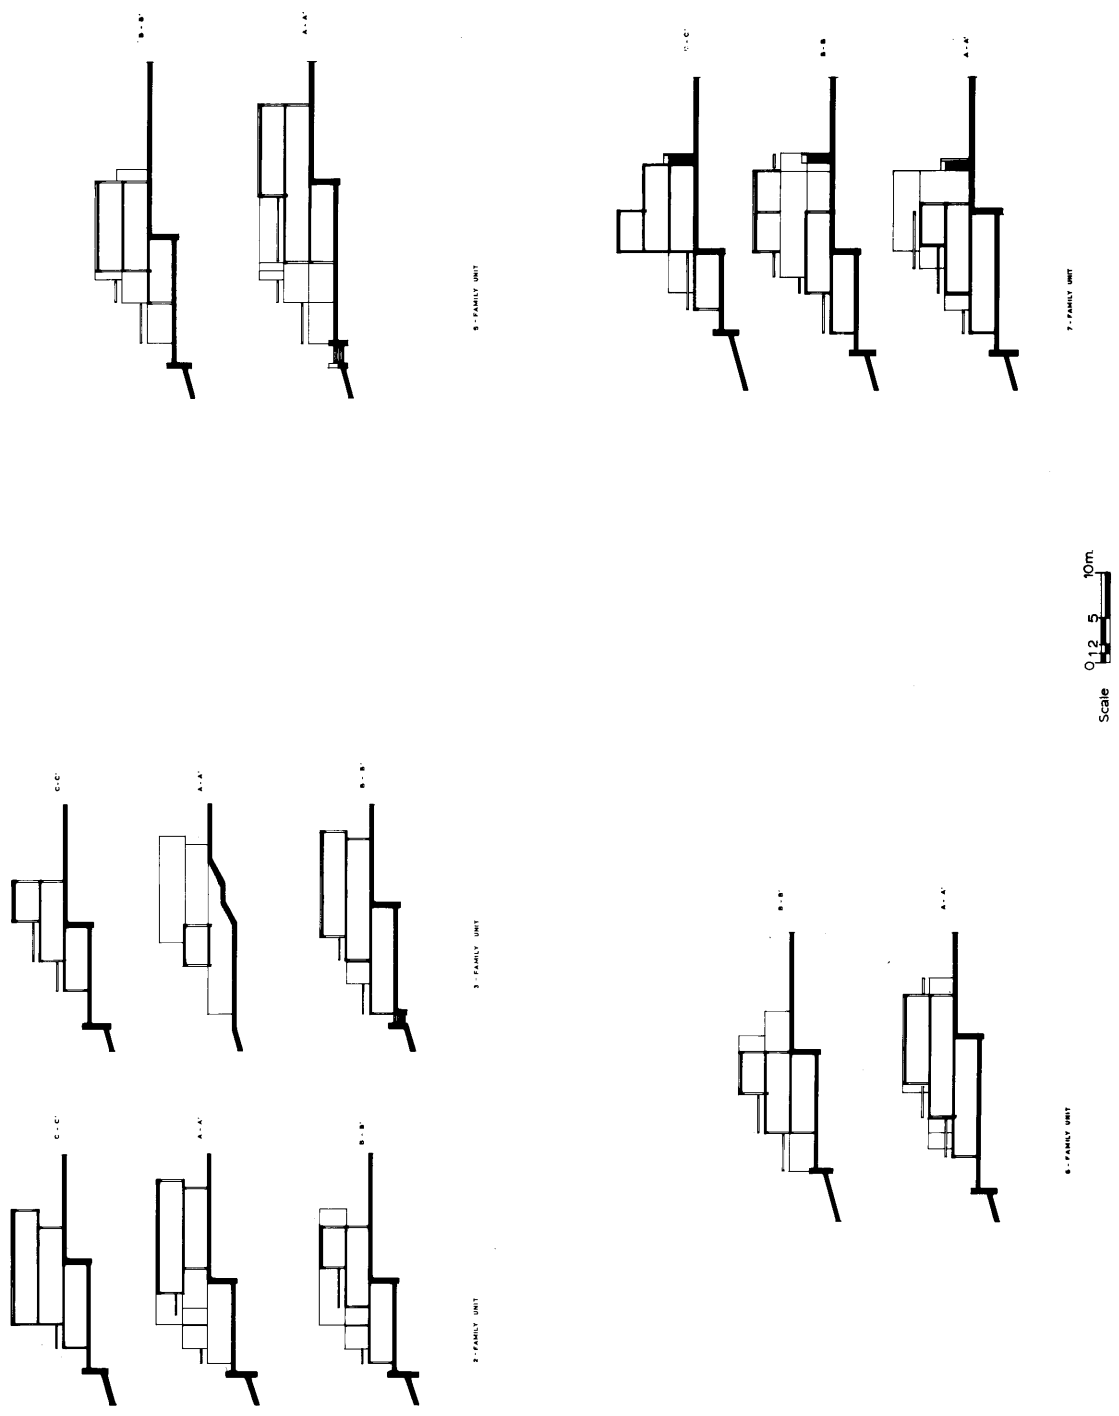 C - C'
A - A'
B - B'
2 - FAMILY UNIT
C - C'
A - A'
B - B'
3 - FAMILY UNIT
B - B'
A - A'
5 - FAMILY UNIT
B - B'
A - A'
6 - FAMILY UNIT
B - B
A - A'
7 - FAMILY UNIT
Scale 0 1 2 5 10m.